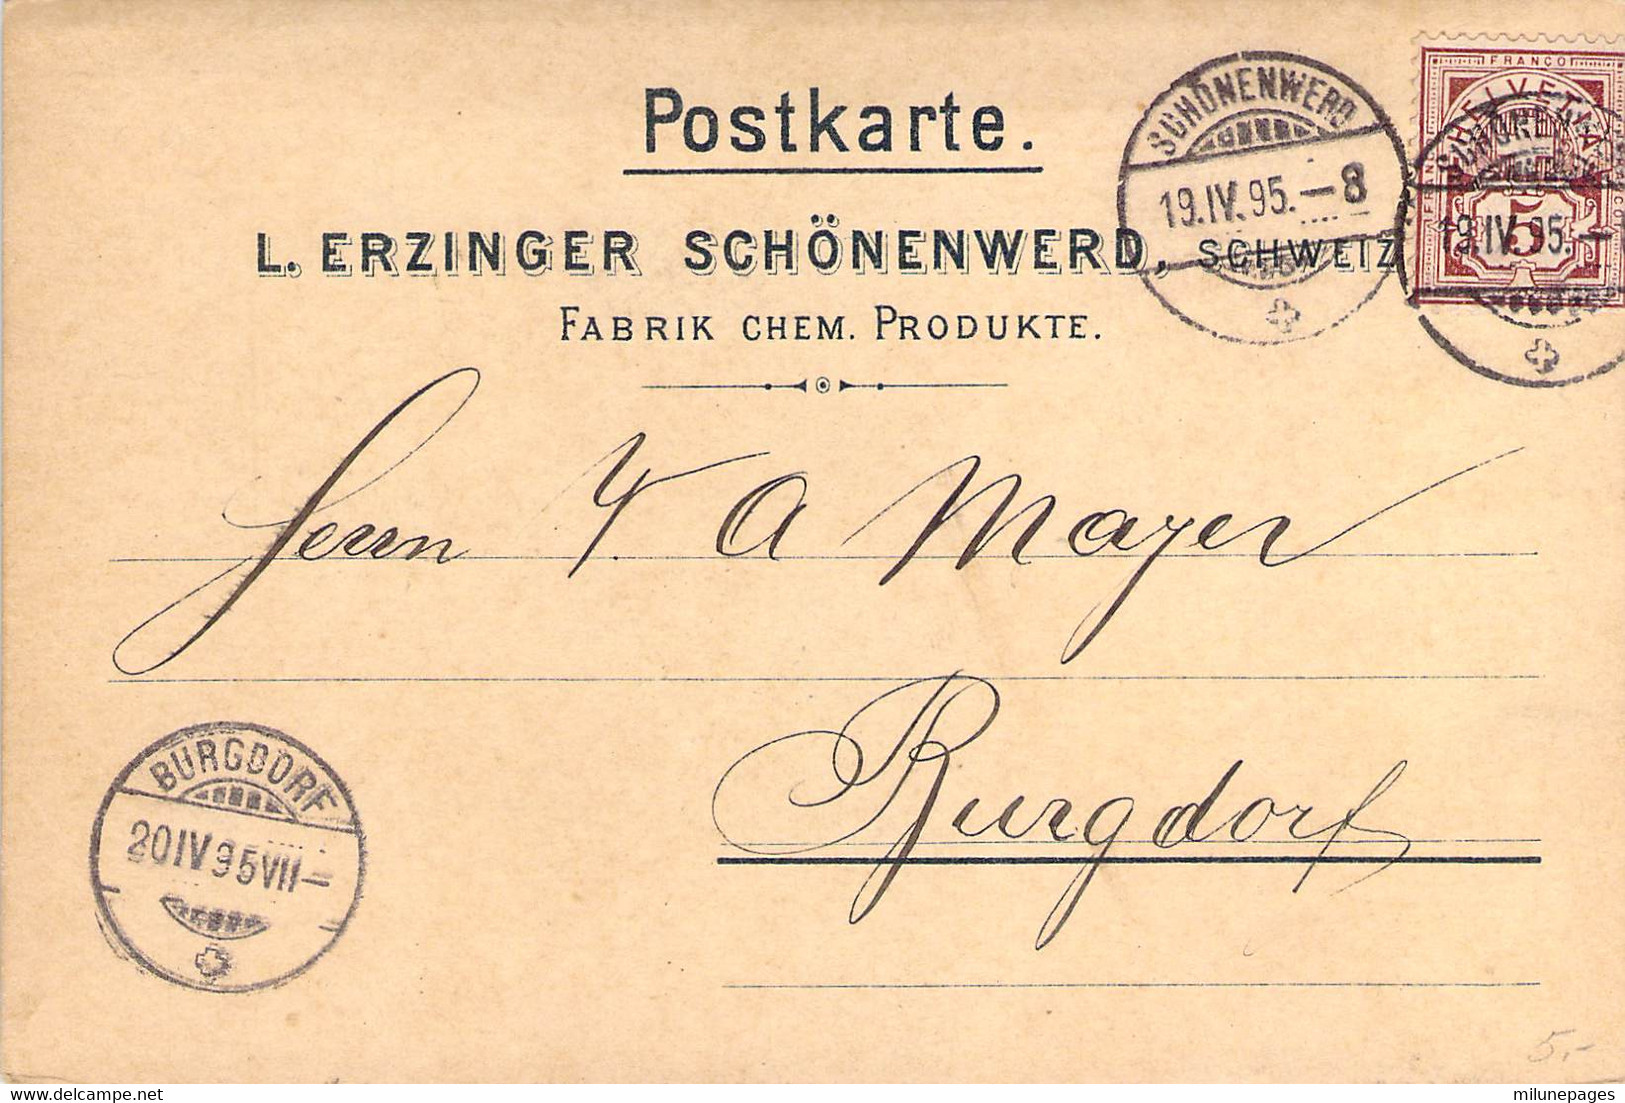 Postkarte.
L. ERZINGER SCHÖNENWERD, SCHWEIZ
FABRIK CHEM. PRODUKTE.
SCHÖNENWERD
19.IV.95.–8
FRANCO
HELVETIA
5
19.IV.95.–
Herrn F. A Mayer
Burgdorf
BURGDORF
20 IV 95 VII–
5.-
DELCAMPE.NET
milunepages